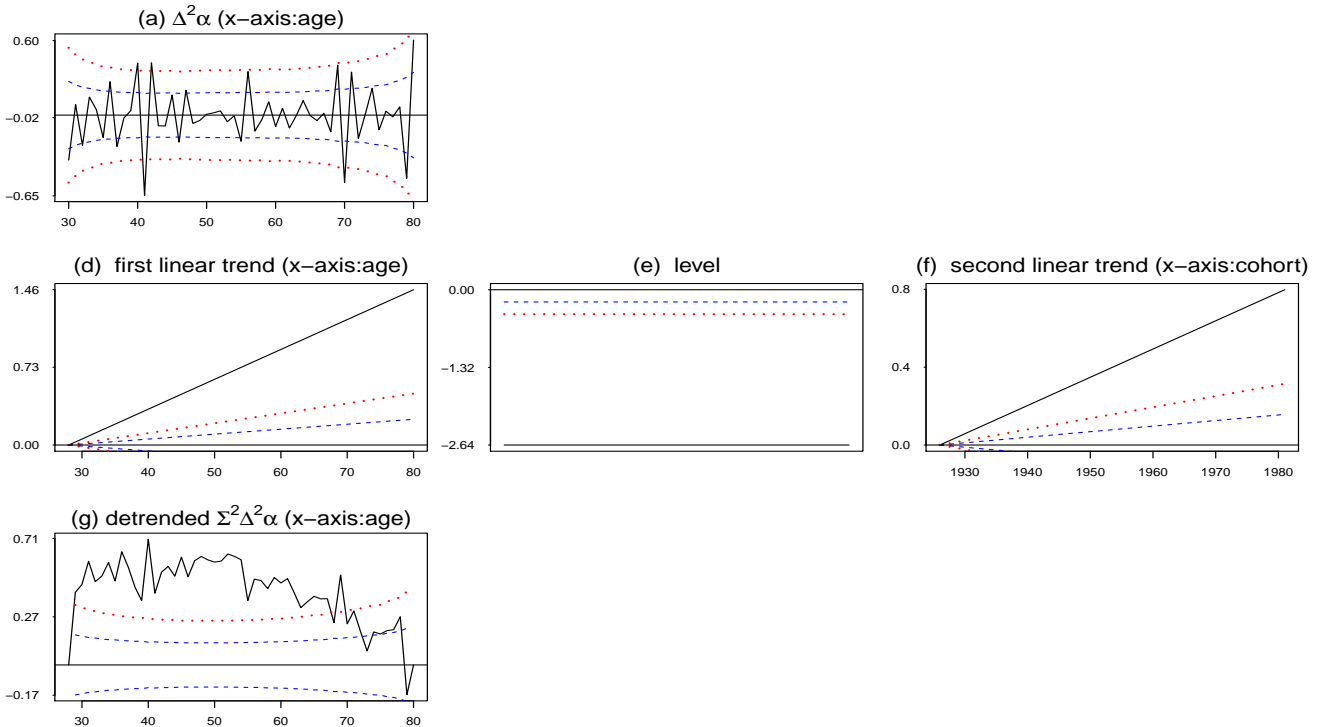 (a) Δ²α (x−axis:age)
0.60
−0.02
−0.65
30 40 50 60 70 80
(d) first linear trend (x−axis:age)
1.46
0.73
0.00
30 40 50 60 70 80
(e) level
0.00
−1.32
−2.64
(f) second linear trend (x−axis:cohort)
0.8
0.4
0.0
1930 1940 1950 1960 1970 1980
(g) detrended Σ²Δ²α (x−axis:age)
0.71
0.27
−0.17
30 40 50 60 70 80